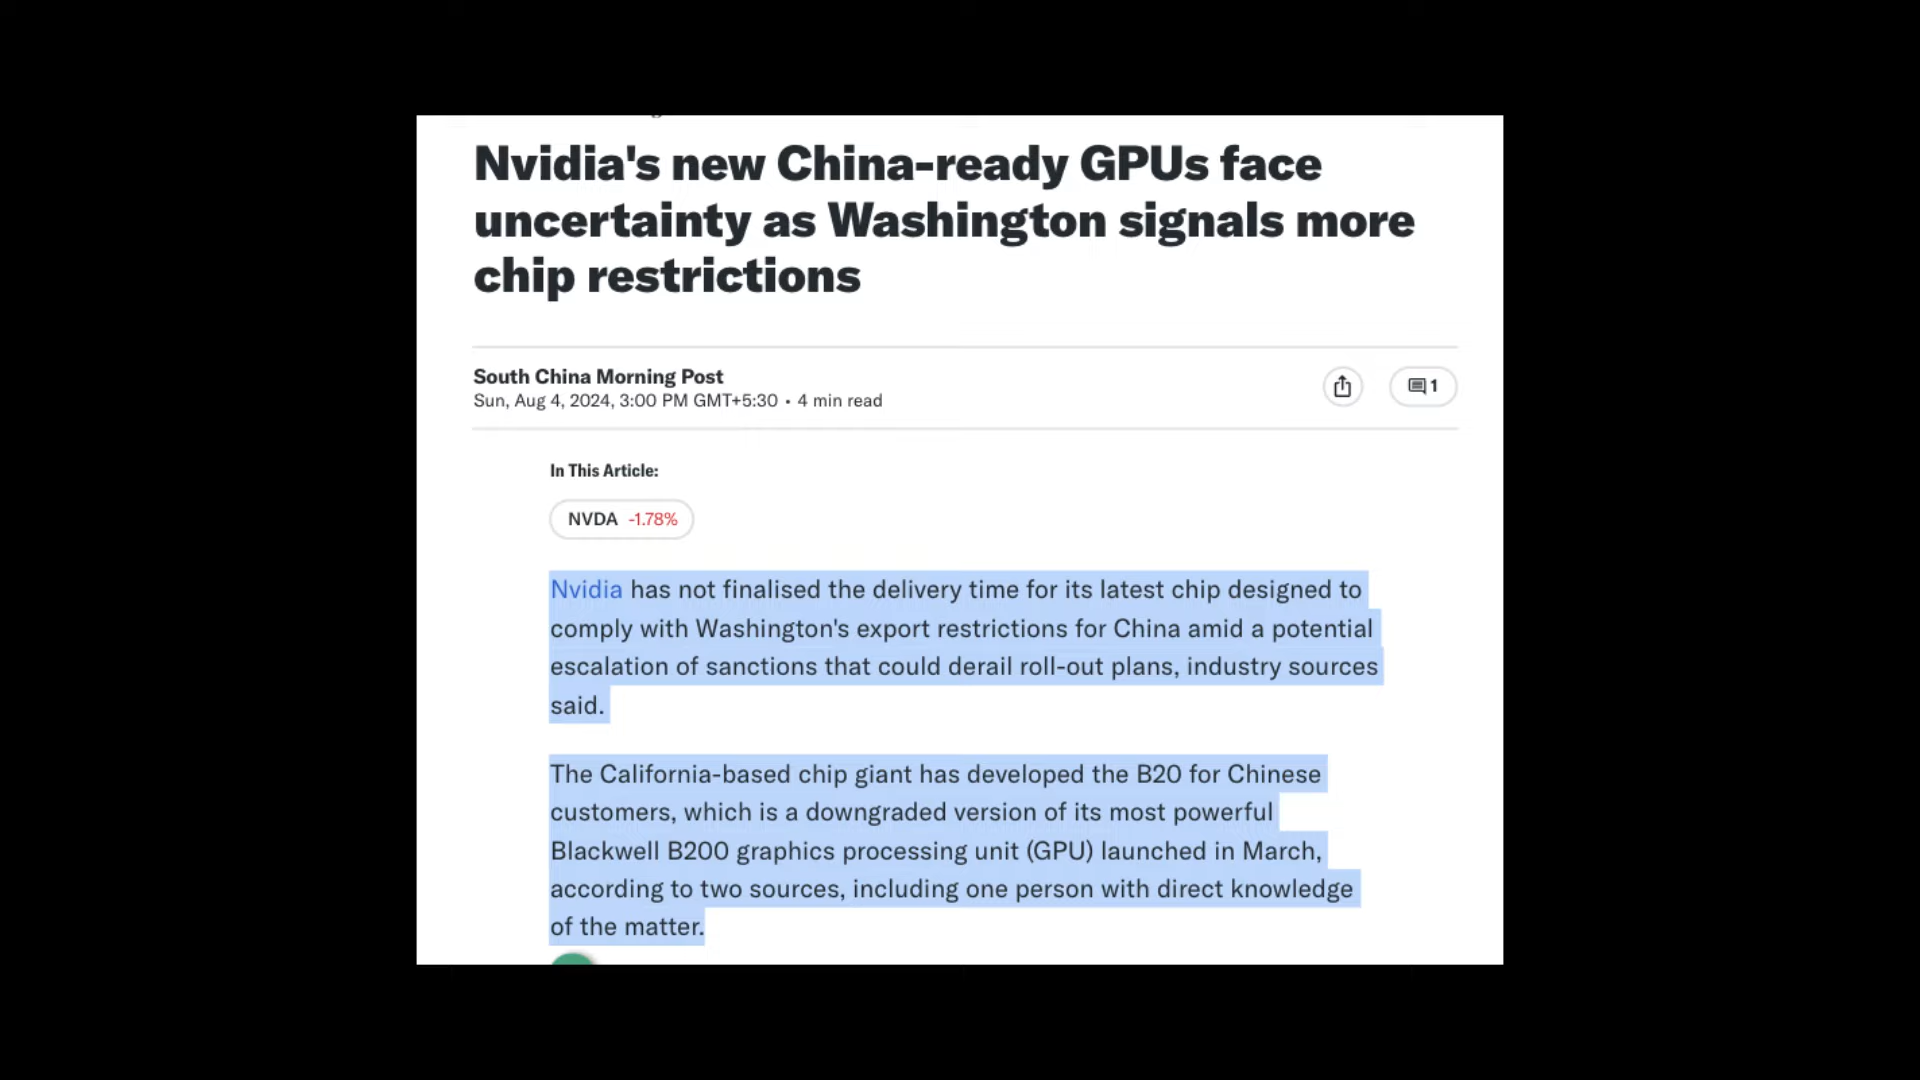 Nvidia's new China-ready GPUs face
uncertainty as Washington signals more
chip restrictions
South China Morning Post
Sun, Aug 4, 2024, 3:00 PM GMT+5:30 • 4 min read
1
In This Article:
NVDA -1.78%
Nvidia has not finalised the delivery time for its latest chip designed to
comply with Washington's export restrictions for China amid a potential
escalation of sanctions that could derail roll-out plans, industry sources
said.
The California-based chip giant has developed the B20 for Chinese
customers, which is a downgraded version of its most powerful
Blackwell B200 graphics processing unit (GPU) launched in March,
according to two sources, including one person with direct knowledge
of the matter.